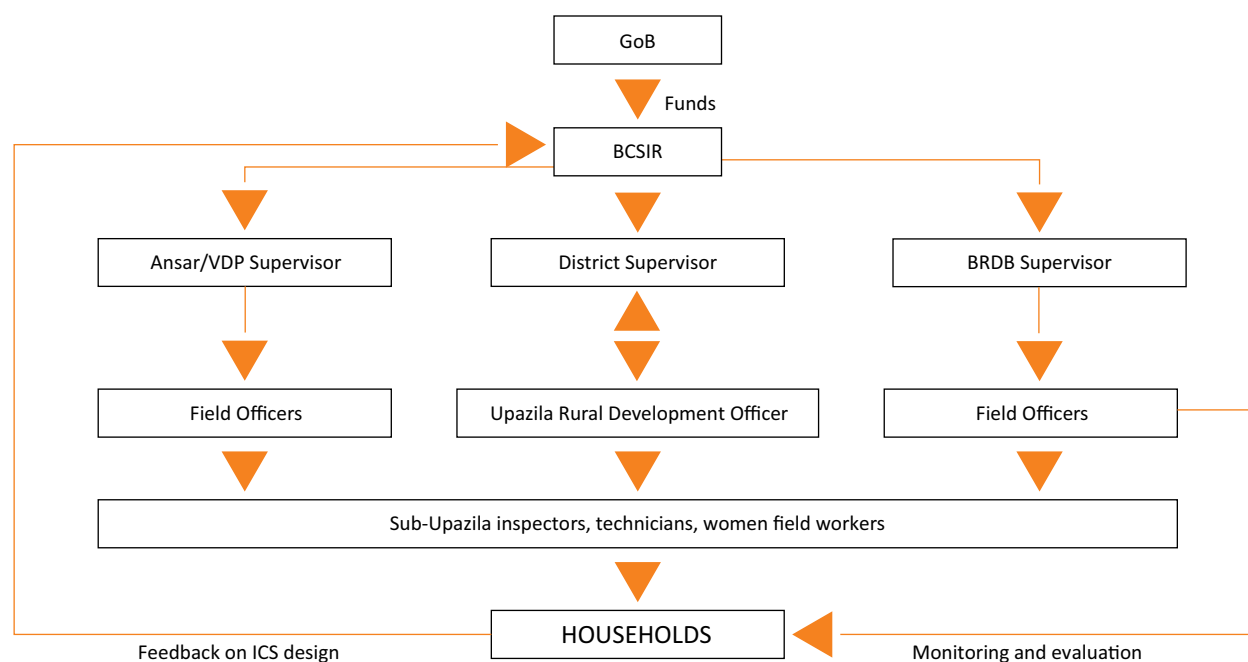 GoB
Funds
BCSIR
Ansar/VDP Supervisor
District Supervisor
BRDB Supervisor
Field Officers
Upazila Rural Development Officer
Field Officers
Sub-Upazila inspectors, technicians, women field workers
HOUSEHOLDS
Feedback on ICS design
Monitoring and evaluation